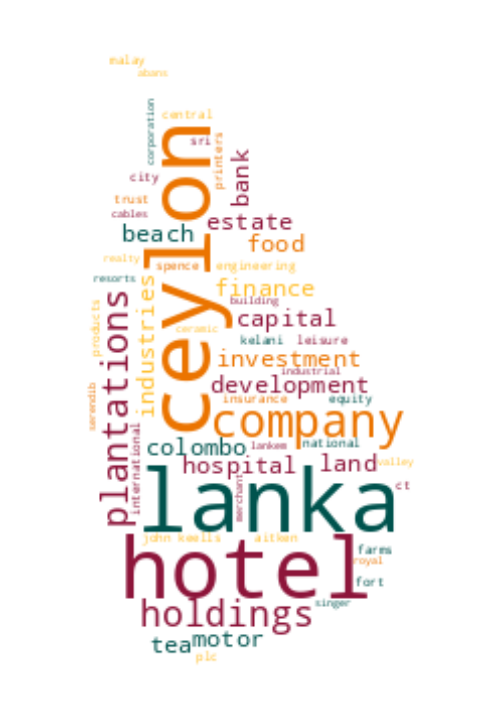 malay
abans
corporation
central
ceylon
sri
printers
bank
city
trust
cables
estate
beach
food
realty
spence
engineering
resorts
industries
finance
plantations
products
building
capital
ceramic
kelani
leisure
investment
industrial
development
serendib
insurance
equity
company
international
colombo
lankem
national
hospital
land
valley
merchant
lanka
ct
john keells
aitken
hotel
farms
royal
fort
holdings
singer
tea
motor
plc